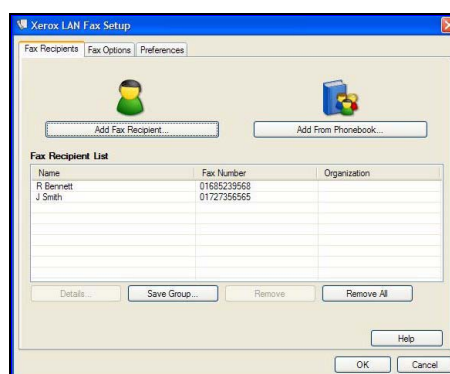 Xerox LAN Fax Setup
Fax Recipients Fax Options Preferences
Add Fax Recipient... Add From Phonebook...
Fax Recipient List
Name Fax Number Organization
R Bennett 01685239568
J Smith 01727356565
Details... Save Group... Remove Remove All
Help
OK Cancel